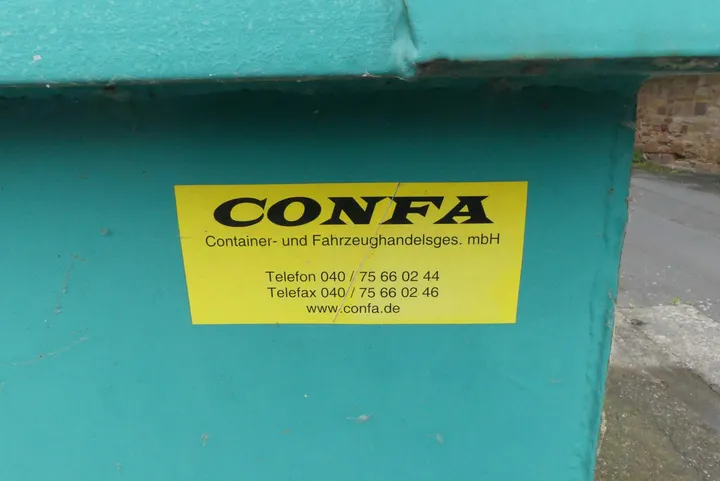 CONFA
Container- und Fahrzeughandelsges. mbH
Telefon 040 / 75 66 02 44
Telefax 040 / 75 66 02 46
www.confa.de